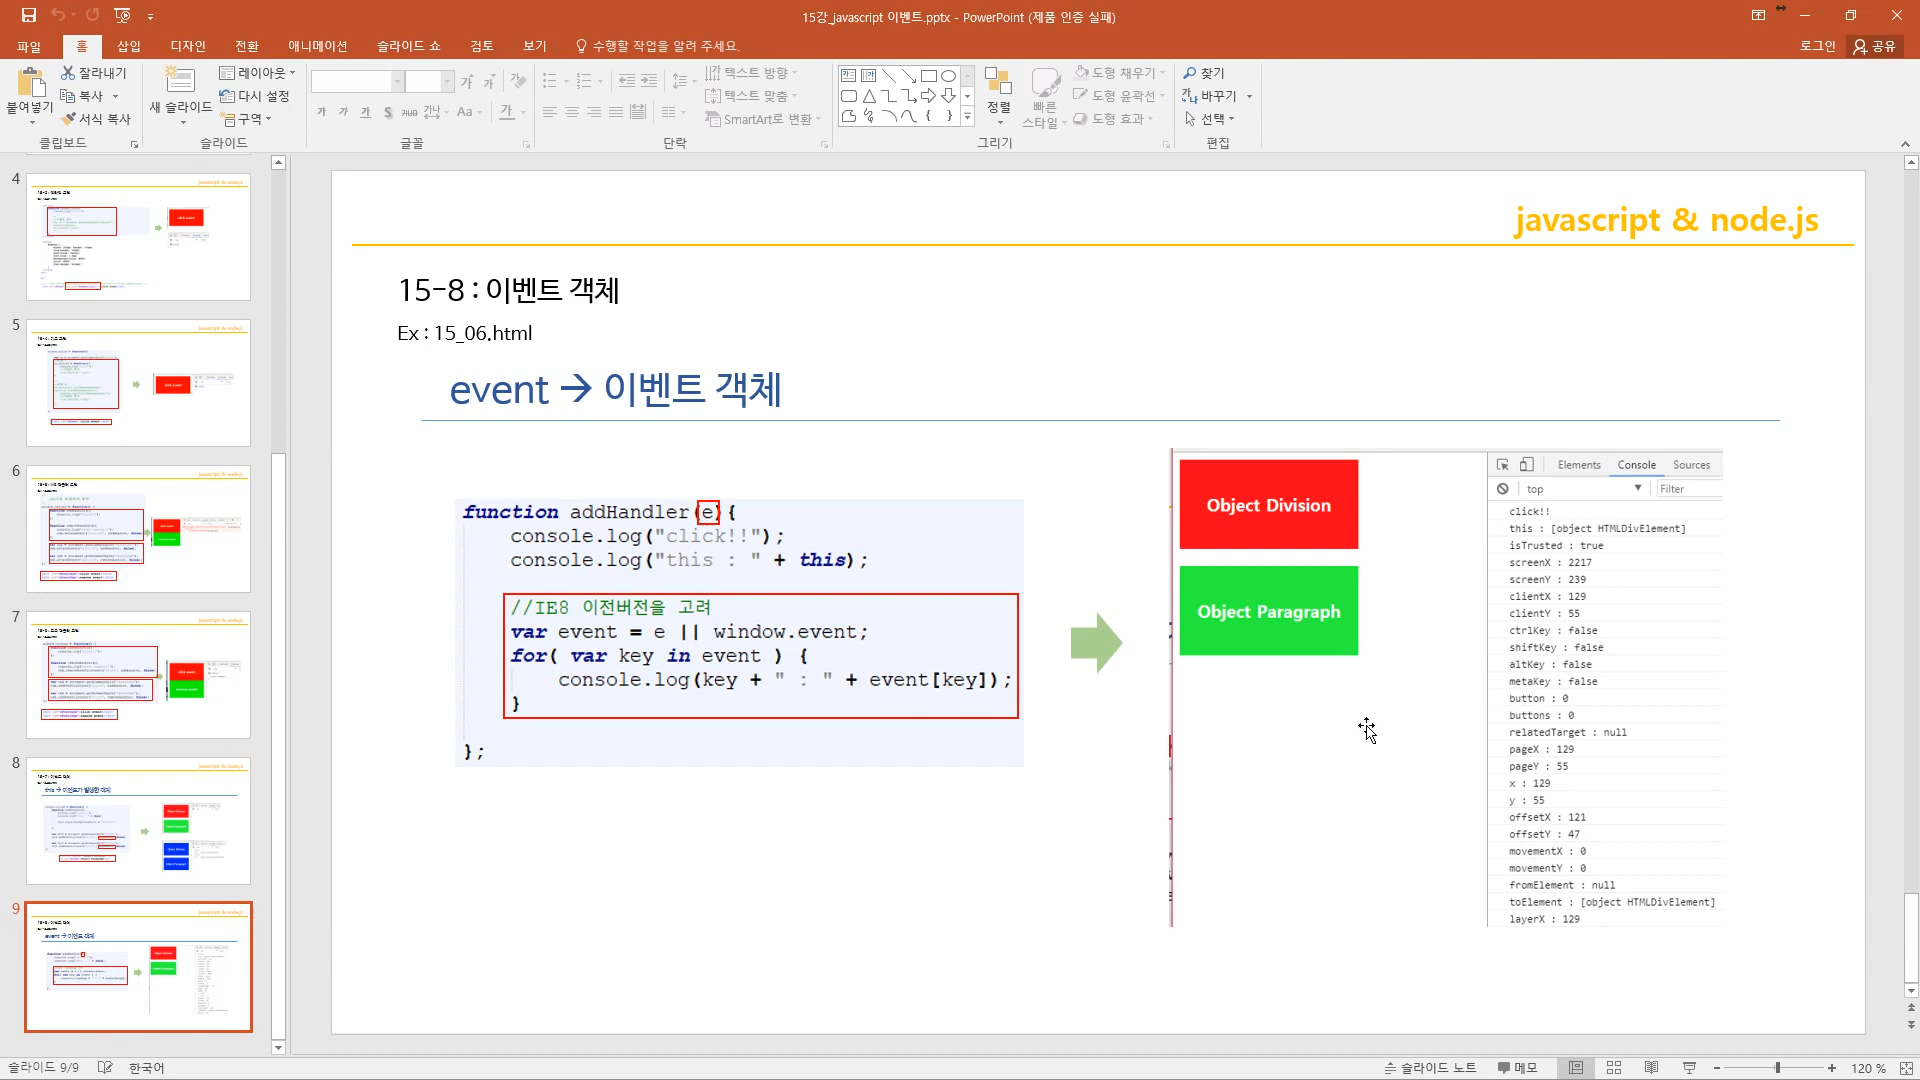 15강_javascript 이벤트.pptx - PowerPoint (제품 인증 실패)
파일 홈 삽입 디자인 전환 애니메이션 슬라이드 쇼 검토 보기 수행할 작업을 알려 주세요. 로그인 공유
붙여넣기
잘라내기
복사
서식 복사
클립보드
새 슬라이드
레이아웃
다시 설정
구역
슬라이드
가 가 가 S 가나다 간 Aa 가
글꼴
텍스트 방향
텍스트 맞춤
SmartArt로 변환
단락
정렬
빠른 스타일
도형 채우기
도형 윤곽선
도형 효과
그리기
찾기
바꾸기
선택
편집
4
5
6
7
8
9
javascript & node.js
15-8 : 이벤트 객체
Ex : 15_06.html
event → 이벤트 객체
function addHandler(e){
console.log("click!!");
console.log("this : " + this);
//IE8 이전버전을 고려
var event = e || window.event;
for( var key in event ) {
console.log(key + " : " + event[key]);
}
};
Object Division
Object Paragraph
Elements Console Sources
top Filter
click!!
this : [object HTMLDivElement]
isTrusted : true
screenX : 2217
screenY : 239
clientX : 129
clientY : 55
ctrlKey : false
shiftKey : false
altKey : false
metaKey : false
button : 0
buttons : 0
relatedTarget : null
pageX : 129
pageY : 55
x : 129
y : 55
offsetX : 121
offsetY : 47
movementX : 0
movementY : 0
fromElement : null
toElement : [object HTMLDivElement]
layerX : 129
슬라이드 9/9 한국어 슬라이드 노트 메모 120 %